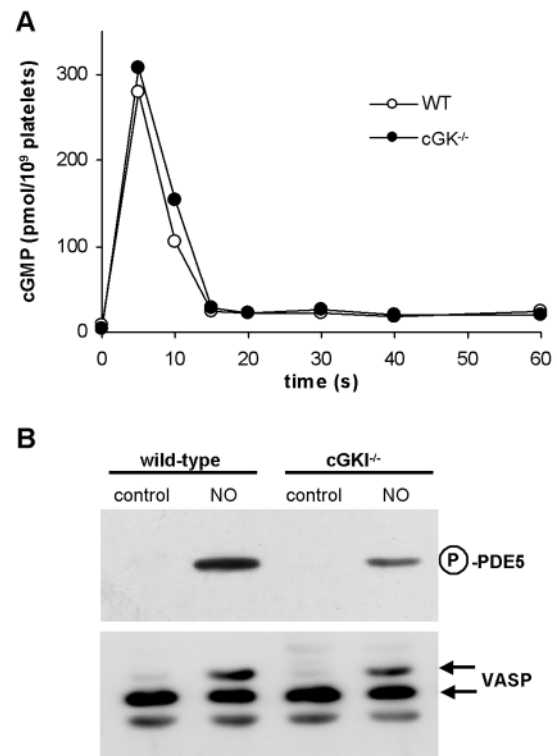 A
300
200
100
0
cGMP (pmol/10⁹ platelets)
WT
cGK⁻/⁻
0 10 20 30 40 50 60
time (s)
B
wild-type cGKI⁻/⁻
control NO control NO
P -PDE5
VASP